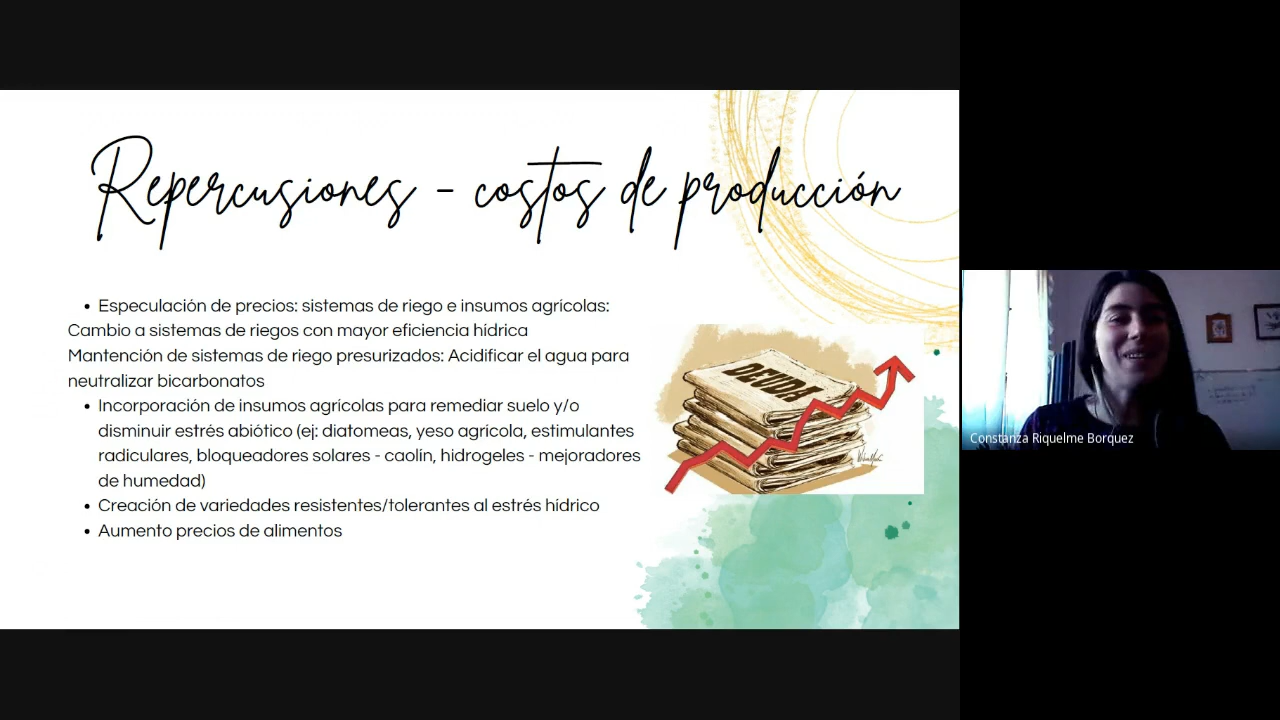 Repercusiones - costos de producción
• Especulación de precios: sistemas de riego e insumos agrícolas:
Cambio a sistemas de riegos con mayor eficiencia hídrica
Mantención de sistemas de riego presurizados: Acidificar el agua para
neutralizar bicarbonatos
• Incorporación de insumos agrícolas para remediar suelo y/o
disminuir estrés abiótico (ej: diatomeas, yeso agrícola, estimulantes
radiculares, bloqueadores solares - caolín, hidrogeles - mejoradores
de humedad)
• Creación de variedades resistentes/tolerantes al estrés hídrico
• Aumento precios de alimentos
DEUDA
Constanza Riquelme Borquez